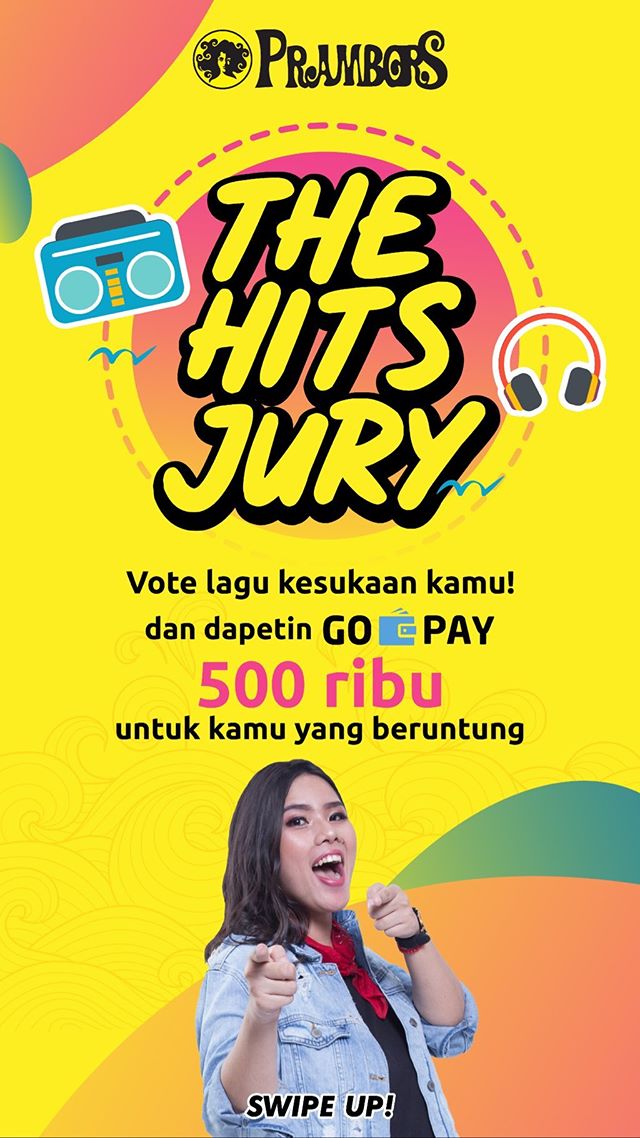 PRAMBORS
THE
HITS
JURY
Vote lagu kesukaan kamu!
dan dapetin GO PAY
500 ribu
untuk kamu yang beruntung
SWIPE UP!